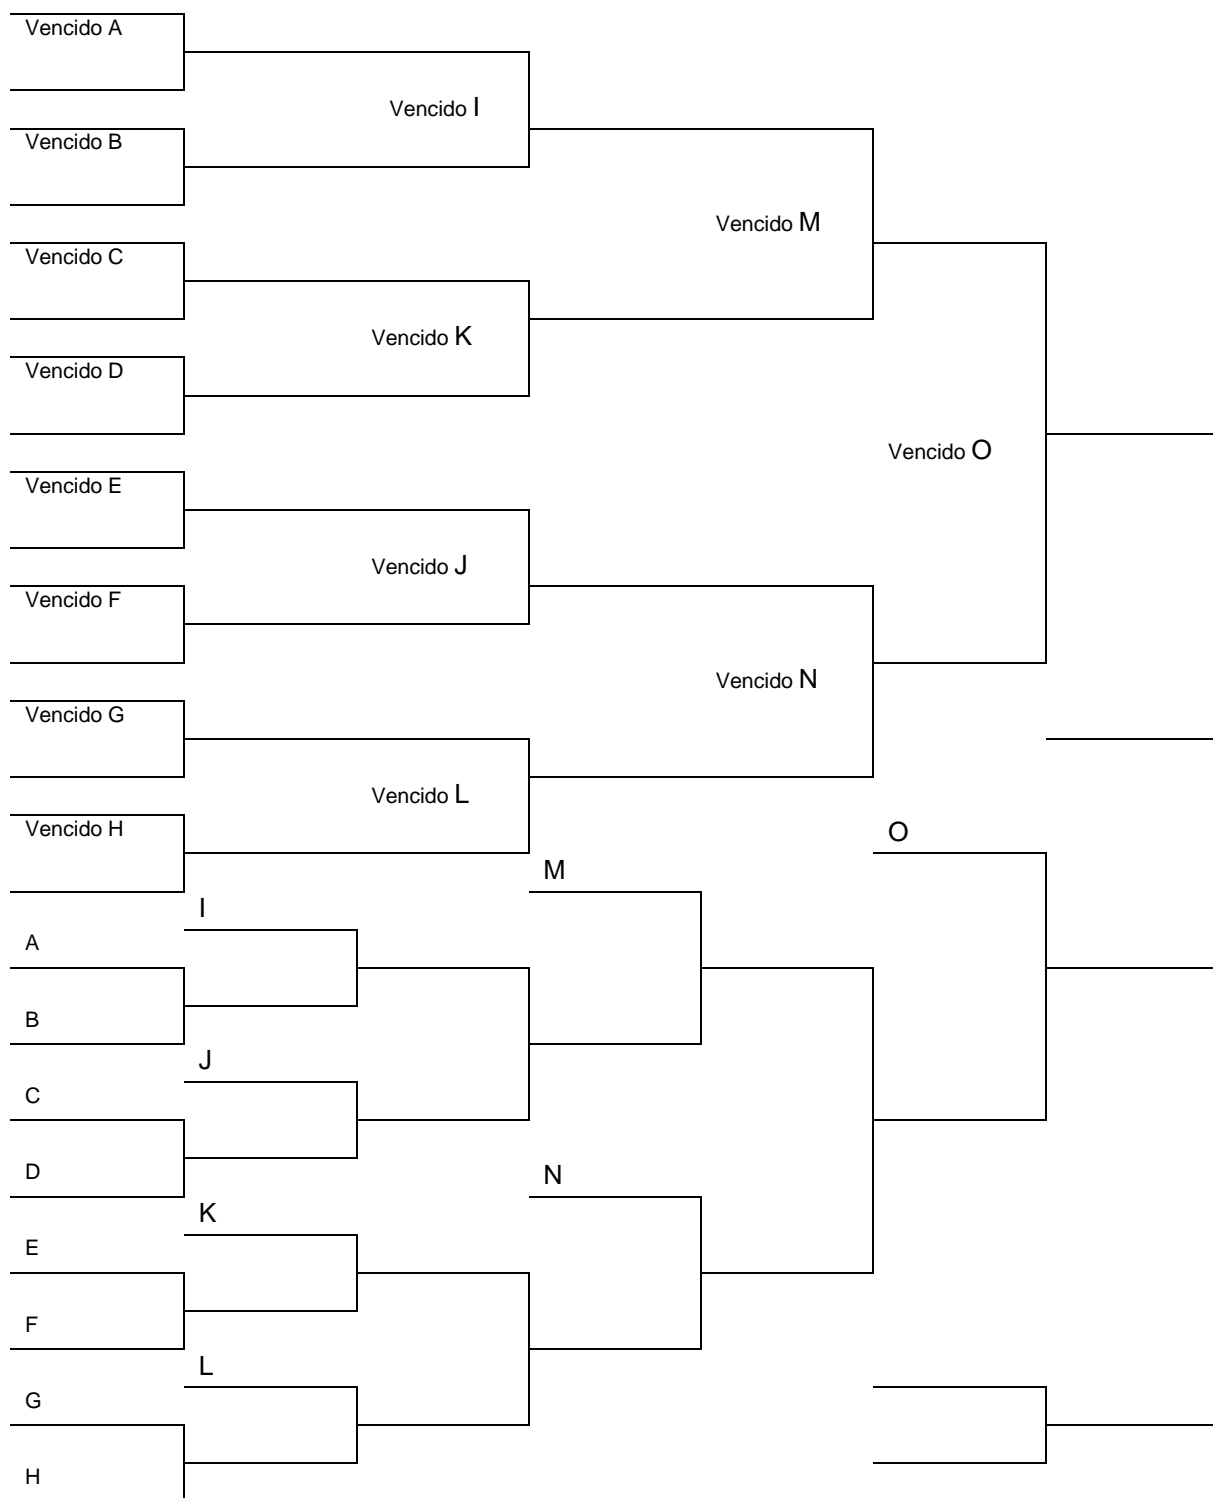 Vencido A
Vencido I
Vencido B
Vencido M
Vencido C
Vencido K
Vencido D
Vencido O
Vencido E
Vencido J
Vencido F
Vencido N
Vencido G
Vencido L
Vencido H
O
M
I
A
B
J
C
D
N
K
E
F
L
G
H